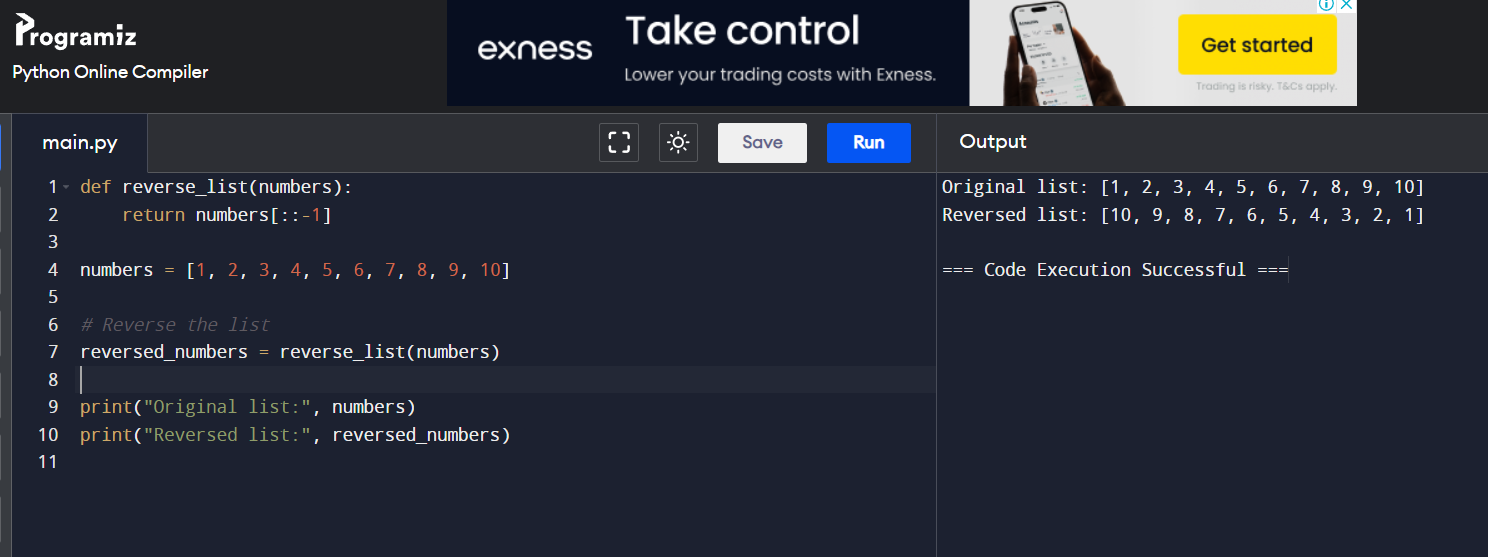 Programiz
Python Online Compiler
exness
Take control
Lower your trading costs with Exness.
Get started
Trading is risky. T&Cs apply.
main.py
Save
Run
Output
1 def reverse_list(numbers):
2     return numbers[::-1]
3
4 numbers = [1, 2, 3, 4, 5, 6, 7, 8, 9, 10]
5
6 # Reverse the list
7 reversed_numbers = reverse_list(numbers)
8
9 print("Original list:", numbers)
10 print("Reversed list:", reversed_numbers)
11
Original list: [1, 2, 3, 4, 5, 6, 7, 8, 9, 10]
Reversed list: [10, 9, 8, 7, 6, 5, 4, 3, 2, 1]
=== Code Execution Successful ===